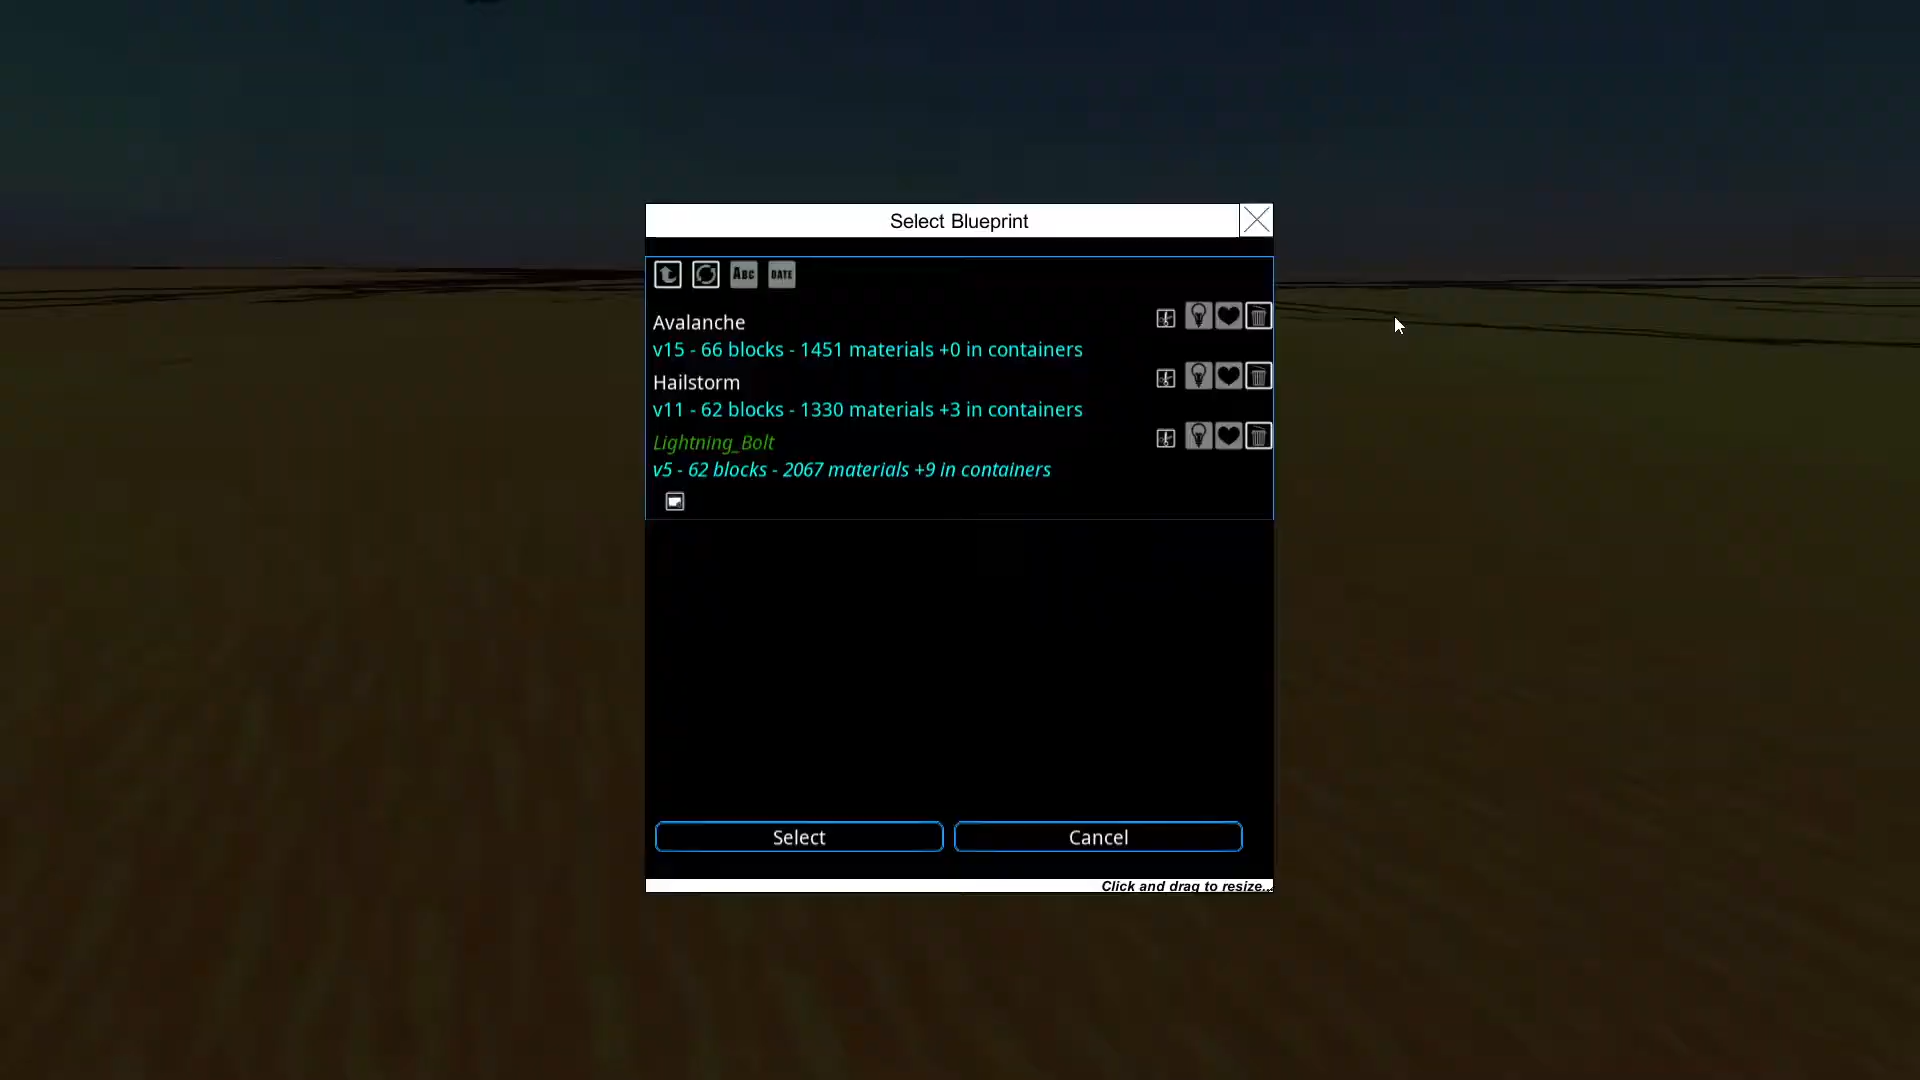 Select Blueprint
ABC DATE
Avalanche
v15 - 66 blocks - 1451 materials +0 in containers
Hailstorm
v11 - 62 blocks - 1330 materials +3 in containers
Lightning_Bolt
v5 - 62 blocks - 2067 materials +9 in containers
Select Cancel
Click and drag to resize...